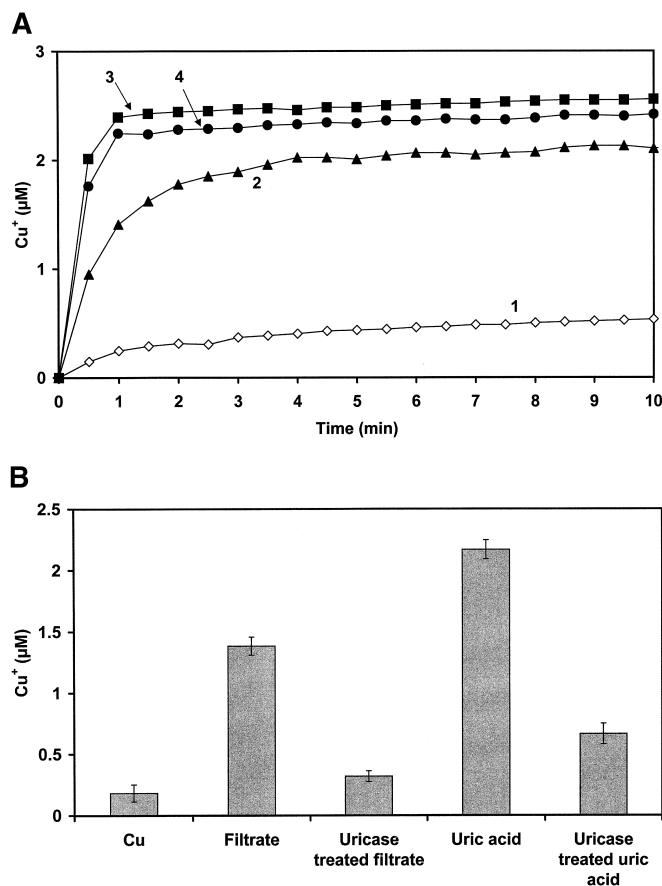 A
3
3
4
2
2
Cu+ (µM)
1
1
0
0 1 2 3 4 5 6 7 8 9 10
Time (min)
B
2.5
2
1.5
Cu+ (µM)
1
0.5
0
Cu Filtrate Uricase Uric acid Uricase
treated filtrate treated uric
acid